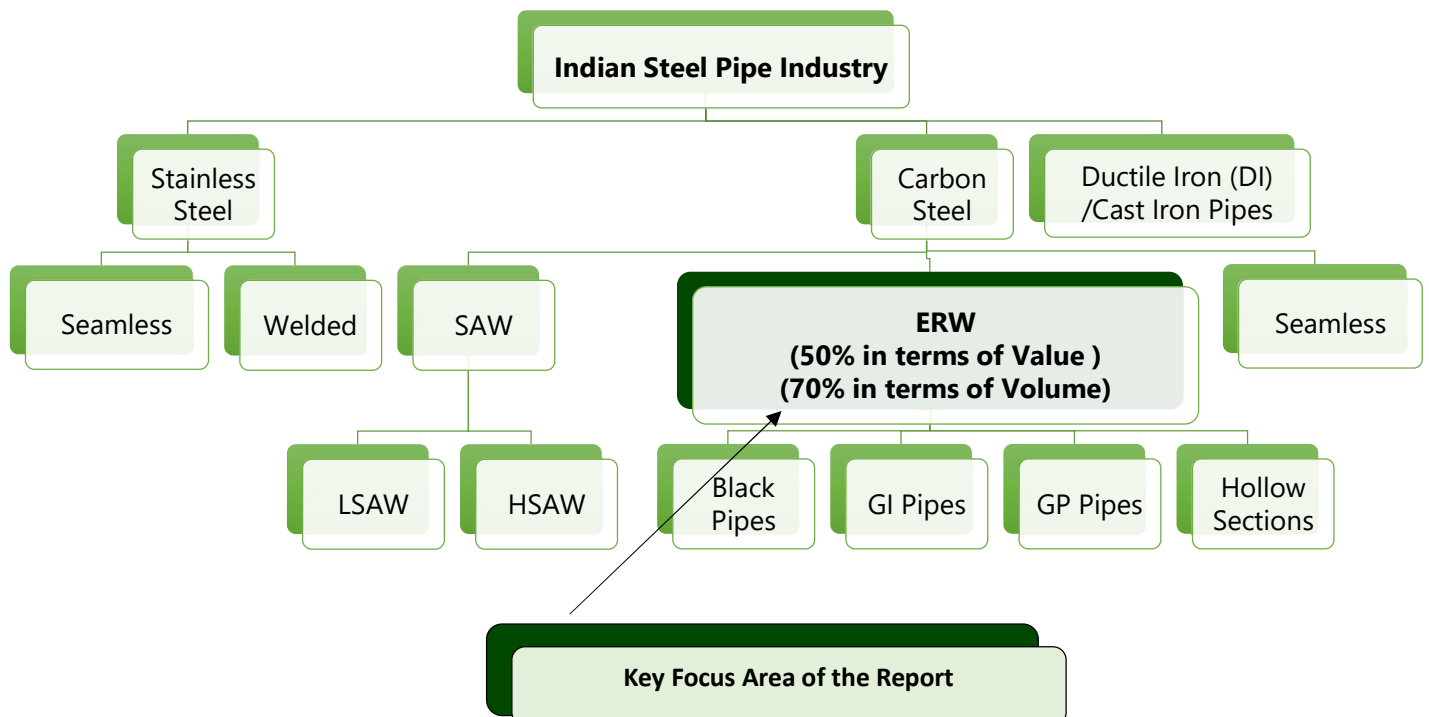 Indian Steel Pipe Industry
Stainless
Steel
Carbon
Steel
Ductile Iron (DI)
/Cast Iron Pipes
Seamless
Welded
SAW
ERW
(50% in terms of Value )
(70% in terms of Volume)
Seamless
LSAW
HSAW
Black
Pipes
GI Pipes
GP Pipes
Hollow
Sections
Key Focus Area of the Report